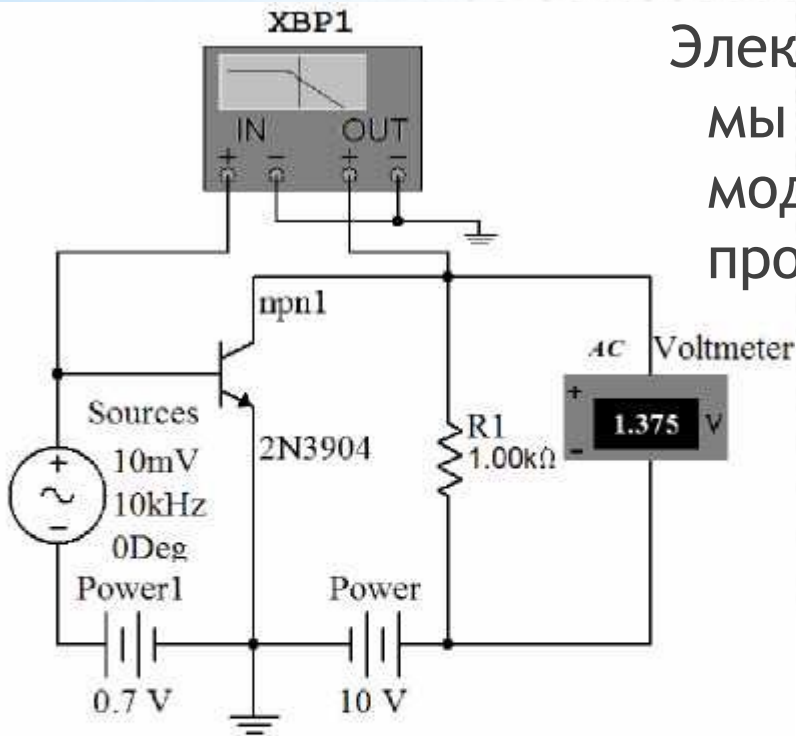 XBP1
Элек
мы
мод
про
IN OUT
+ − + −
npn1
AC Voltmeter
+
1.375 V
−
R1
1.00kΩ
Sources
+
10mV
10kHz
−
0Deg
2N3904
Power1
Power
0.7 V
10 V